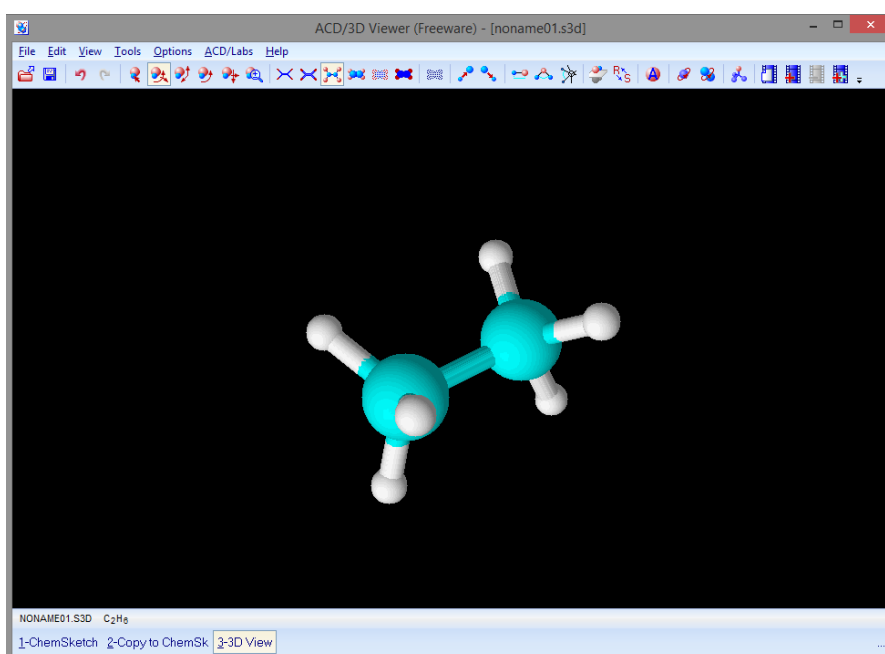 ACD/3D Viewer (Freeware) - [noname01.s3d]
File Edit View Tools Options ACD/Labs Help
R S
A
NONAME01.S3D C₂H₆
1-ChemSketch 2-Copy to ChemSk 3-3D View
...